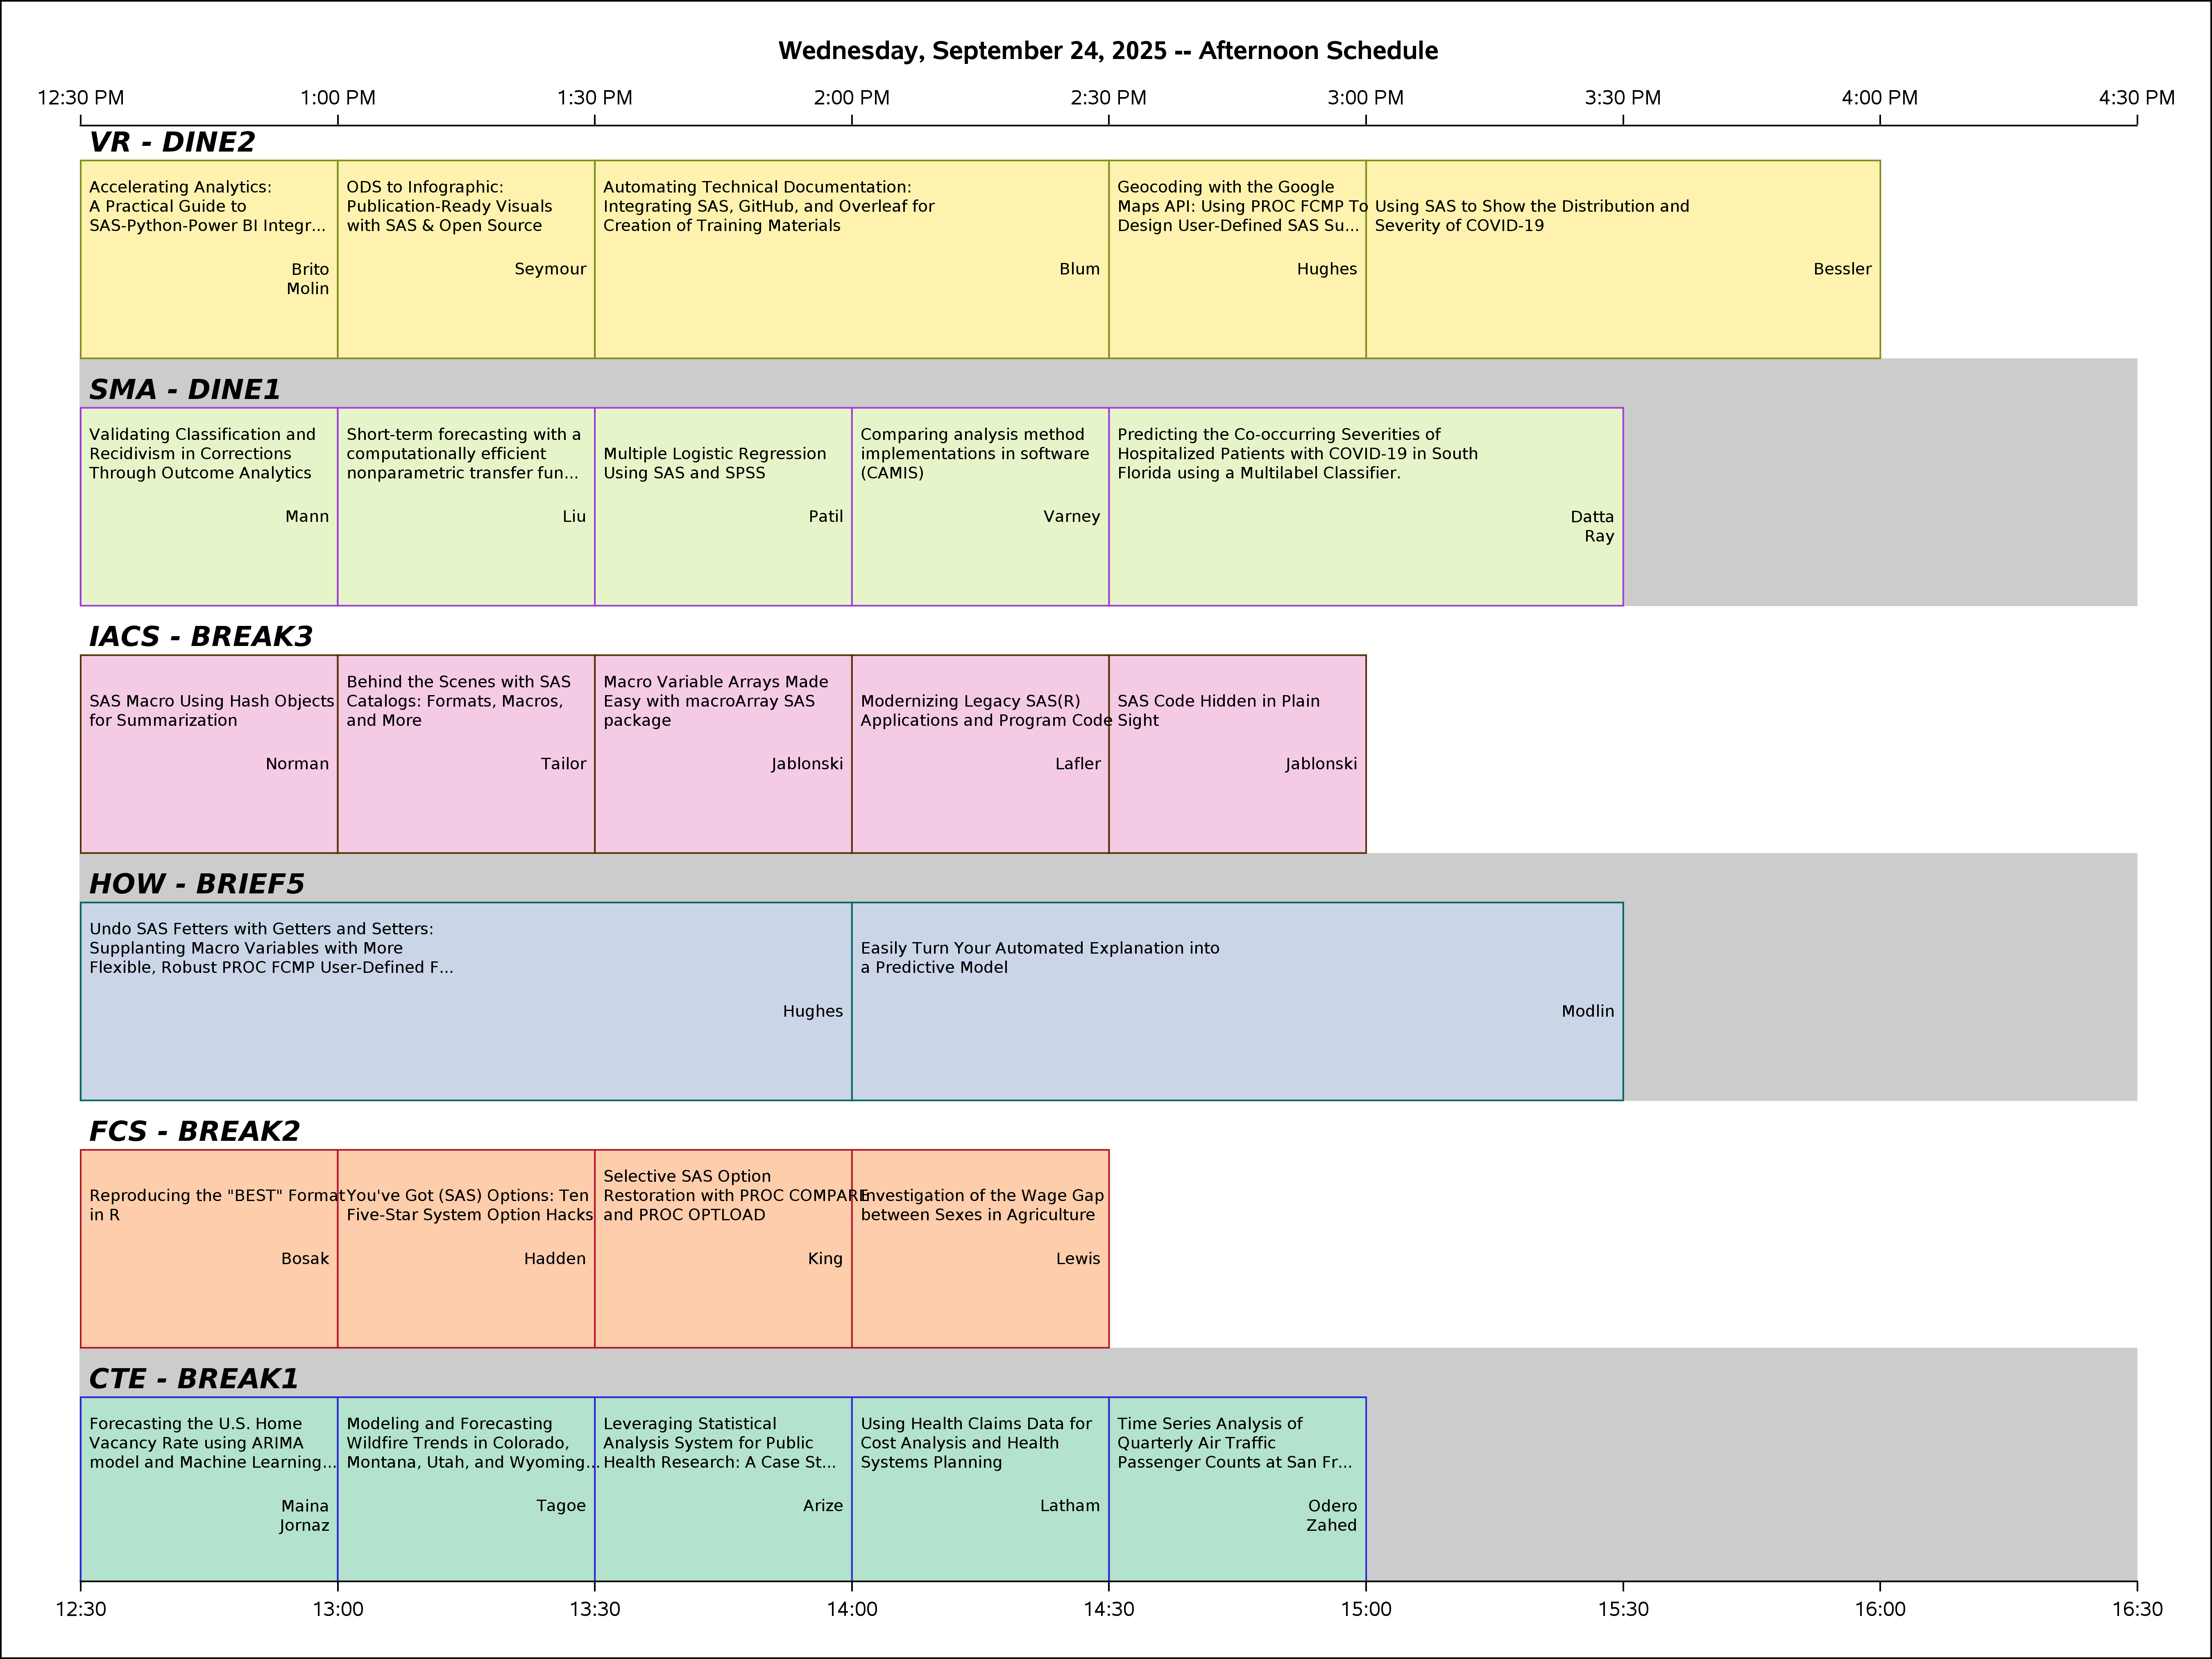 Wednesday, September 24, 2025 -- Afternoon Schedule
12:30 PM 1:00 PM 1:30 PM 2:00 PM 2:30 PM 3:00 PM 3:30 PM 4:00 PM 4:30 PM
VR - DINE2
Accelerating Analytics:
A Practical Guide to
SAS-Python-Power BI Integr...
Brito
Molin
ODS to Infographic:
Publication-Ready Visuals
with SAS & Open Source
Seymour
Automating Technical Documentation:
Integrating SAS, GitHub, and Overleaf for
Creation of Training Materials
Blum
Geocoding with the Google
Maps API: Using PROC FCMP To
Design User-Defined SAS Su...
Hughes
Using SAS to Show the Distribution and
Severity of COVID-19
Bessler
SMA - DINE1
Validating Classification and
Recidivism in Corrections
Through Outcome Analytics
Mann
Short-term forecasting with a
computationally efficient
nonparametric transfer fun...
Liu
Multiple Logistic Regression
Using SAS and SPSS
Patil
Comparing analysis method
implementations in software
(CAMIS)
Varney
Predicting the Co-occurring Severities of
Hospitalized Patients with COVID-19 in South
Florida using a Multilabel Classifier.
Datta
Ray
IACS - BREAK3
SAS Macro Using Hash Objects
for Summarization
Norman
Behind the Scenes with SAS
Catalogs: Formats, Macros,
and More
Tailor
Macro Variable Arrays Made
Easy with macroArray SAS
package
Jablonski
Modernizing Legacy SAS(R)
Applications and Program Code
Lafler
SAS Code Hidden in Plain
Sight
Jablonski
HOW - BRIEF5
Undo SAS Fetters with Getters and Setters:
Supplanting Macro Variables with More
Flexible, Robust PROC FCMP User-Defined F...
Hughes
Easily Turn Your Automated Explanation into
a Predictive Model
Modlin
FCS - BREAK2
Reproducing the "BEST" Format
in R
Bosak
You've Got (SAS) Options: Ten
Five-Star System Option Hacks
Hadden
Selective SAS Option
Restoration with PROC COMPARE
and PROC OPTLOAD
King
Investigation of the Wage Gap
between Sexes in Agriculture
Lewis
CTE - BREAK1
Forecasting the U.S. Home
Vacancy Rate using ARIMA
model and Machine Learning...
Maina
Jornaz
Modeling and Forecasting
Wildfire Trends in Colorado,
Montana, Utah, and Wyoming...
Tagoe
Leveraging Statistical
Analysis System for Public
Health Research: A Case St...
Arize
Using Health Claims Data for
Cost Analysis and Health
Systems Planning
Latham
Time Series Analysis of
Quarterly Air Traffic
Passenger Counts at San Fr...
Odero
Zahed
12:30 13:00 13:30 14:00 14:30 15:00 15:30 16:00 16:30